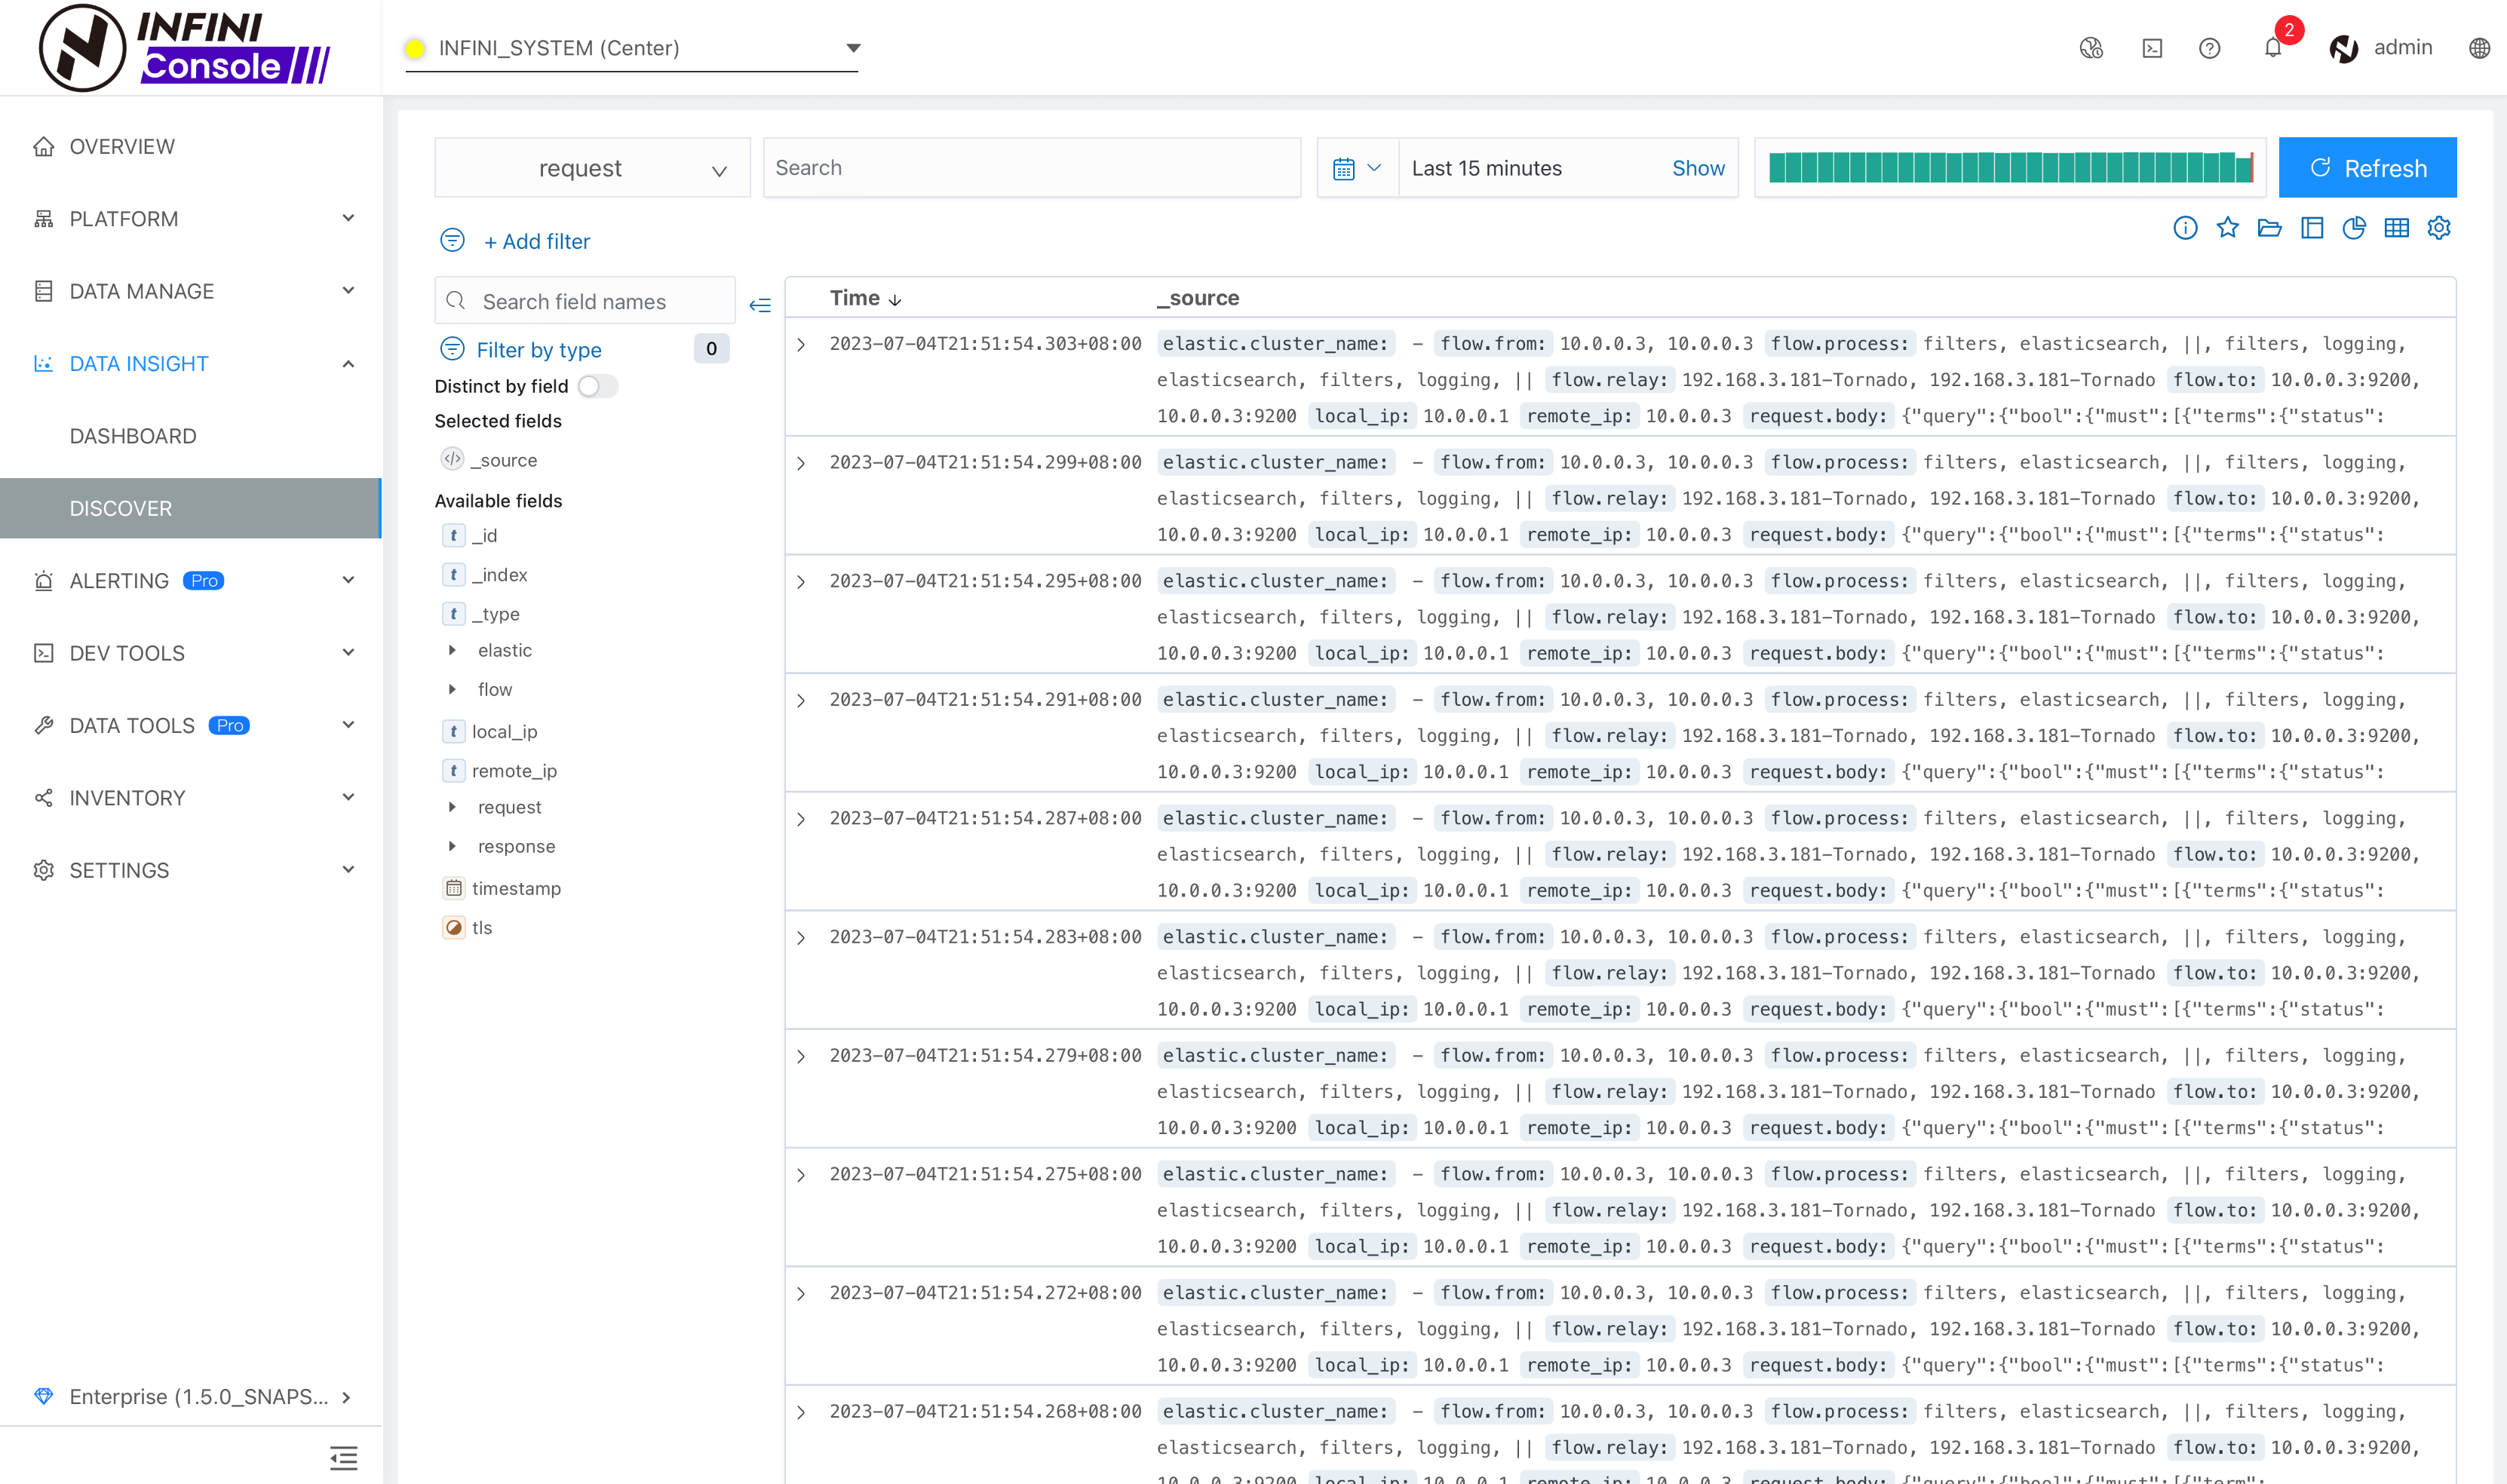 INFINI
Console
INFINI_SYSTEM (Center)
2
admin
OVERVIEW
PLATFORM
DATA MANAGE
DATA INSIGHT
DASHBOARD
DISCOVER
ALERTING Pro
DEV TOOLS
DATA TOOLS Pro
INVENTORY
SETTINGS
Enterprise (1.5.0_SNAPS...
request
Search
Last 15 minutes
Show
Refresh
+ Add filter
Search field names
Filter by type 0
Distinct by field
Selected fields
_source
Available fields
t _id
t _index
t _type
elastic
flow
t local_ip
t remote_ip
request
response
timestamp
tls
Time _source
2023-07-04T21:51:54.303+08:00 elastic.cluster_name: - flow.from: 10.0.0.3, 10.0.0.3 flow.process: filters, elasticsearch, ||, filters, logging,
elasticsearch, filters, logging, || flow.relay: 192.168.3.181-Tornado, 192.168.3.181-Tornado flow.to: 10.0.0.3:9200,
10.0.0.3:9200 local_ip: 10.0.0.1 remote_ip: 10.0.0.3 request.body: {"query":{"bool":{"must":[{"terms":{"status":
2023-07-04T21:51:54.299+08:00 elastic.cluster_name: - flow.from: 10.0.0.3, 10.0.0.3 flow.process: filters, elasticsearch, ||, filters, logging,
elasticsearch, filters, logging, || flow.relay: 192.168.3.181-Tornado, 192.168.3.181-Tornado flow.to: 10.0.0.3:9200,
10.0.0.3:9200 local_ip: 10.0.0.1 remote_ip: 10.0.0.3 request.body: {"query":{"bool":{"must":[{"terms":{"status":
2023-07-04T21:51:54.295+08:00 elastic.cluster_name: - flow.from: 10.0.0.3, 10.0.0.3 flow.process: filters, elasticsearch, ||, filters, logging,
elasticsearch, filters, logging, || flow.relay: 192.168.3.181-Tornado, 192.168.3.181-Tornado flow.to: 10.0.0.3:9200,
10.0.0.3:9200 local_ip: 10.0.0.1 remote_ip: 10.0.0.3 request.body: {"query":{"bool":{"must":[{"terms":{"status":
2023-07-04T21:51:54.291+08:00 elastic.cluster_name: - flow.from: 10.0.0.3, 10.0.0.3 flow.process: filters, elasticsearch, ||, filters, logging,
elasticsearch, filters, logging, || flow.relay: 192.168.3.181-Tornado, 192.168.3.181-Tornado flow.to: 10.0.0.3:9200,
10.0.0.3:9200 local_ip: 10.0.0.1 remote_ip: 10.0.0.3 request.body: {"query":{"bool":{"must":[{"terms":{"status":
2023-07-04T21:51:54.287+08:00 elastic.cluster_name: - flow.from: 10.0.0.3, 10.0.0.3 flow.process: filters, elasticsearch, ||, filters, logging,
elasticsearch, filters, logging, || flow.relay: 192.168.3.181-Tornado, 192.168.3.181-Tornado flow.to: 10.0.0.3:9200,
10.0.0.3:9200 local_ip: 10.0.0.1 remote_ip: 10.0.0.3 request.body: {"query":{"bool":{"must":[{"terms":{"status":
2023-07-04T21:51:54.283+08:00 elastic.cluster_name: - flow.from: 10.0.0.3, 10.0.0.3 flow.process: filters, elasticsearch, ||, filters, logging,
elasticsearch, filters, logging, || flow.relay: 192.168.3.181-Tornado, 192.168.3.181-Tornado flow.to: 10.0.0.3:9200,
10.0.0.3:9200 local_ip: 10.0.0.1 remote_ip: 10.0.0.3 request.body: {"query":{"bool":{"must":[{"terms":{"status":
2023-07-04T21:51:54.279+08:00 elastic.cluster_name: - flow.from: 10.0.0.3, 10.0.0.3 flow.process: filters, elasticsearch, ||, filters, logging,
elasticsearch, filters, logging, || flow.relay: 192.168.3.181-Tornado, 192.168.3.181-Tornado flow.to: 10.0.0.3:9200,
10.0.0.3:9200 local_ip: 10.0.0.1 remote_ip: 10.0.0.3 request.body: {"query":{"bool":{"must":[{"terms":{"status":
2023-07-04T21:51:54.275+08:00 elastic.cluster_name: - flow.from: 10.0.0.3, 10.0.0.3 flow.process: filters, elasticsearch, ||, filters, logging,
elasticsearch, filters, logging, || flow.relay: 192.168.3.181-Tornado, 192.168.3.181-Tornado flow.to: 10.0.0.3:9200,
10.0.0.3:9200 local_ip: 10.0.0.1 remote_ip: 10.0.0.3 request.body: {"query":{"bool":{"must":[{"terms":{"status":
2023-07-04T21:51:54.272+08:00 elastic.cluster_name: - flow.from: 10.0.0.3, 10.0.0.3 flow.process: filters, elasticsearch, ||, filters, logging,
elasticsearch, filters, logging, || flow.relay: 192.168.3.181-Tornado, 192.168.3.181-Tornado flow.to: 10.0.0.3:9200,
10.0.0.3:9200 local_ip: 10.0.0.1 remote_ip: 10.0.0.3 request.body: {"query":{"bool":{"must":[{"terms":{"status":
2023-07-04T21:51:54.268+08:00 elastic.cluster_name: - flow.from: 10.0.0.3, 10.0.0.3 flow.process: filters, elasticsearch, ||, filters, logging,
elasticsearch, filters, logging, || flow.relay: 192.168.3.181-Tornado, 192.168.3.181-Tornado flow.to: 10.0.0.3:9200,